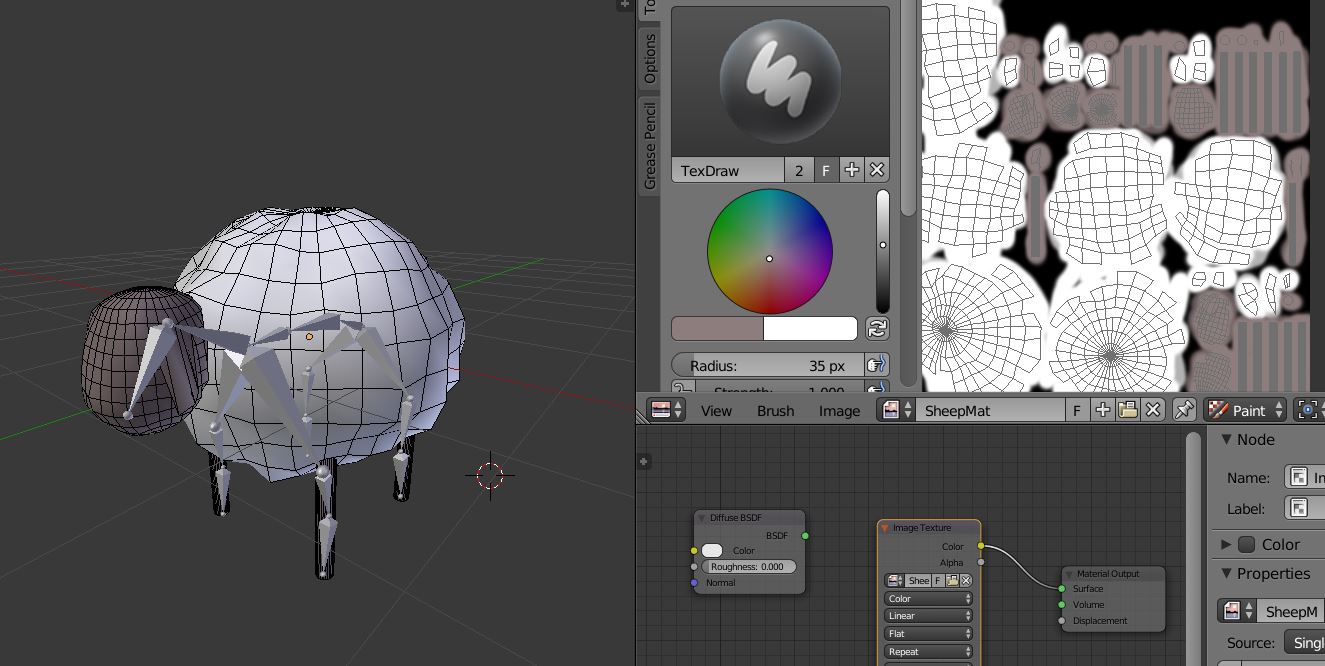 To
Options
Grease Pencil
TexDraw 2 F
Radius: 35 px
Strength: 1.000
View Brush Image SheepMat F Paint
Node
Name: In
Label:
Color
Properties
SheepM
Source: Singl
Diffuse BSDF
BSDF
Color
Roughness: 0.000
Normal
Image Texture
Color
Alpha
Shee F
Color
Linear
Flat
Repeat
Material Output
Surface
Volume
Displacement